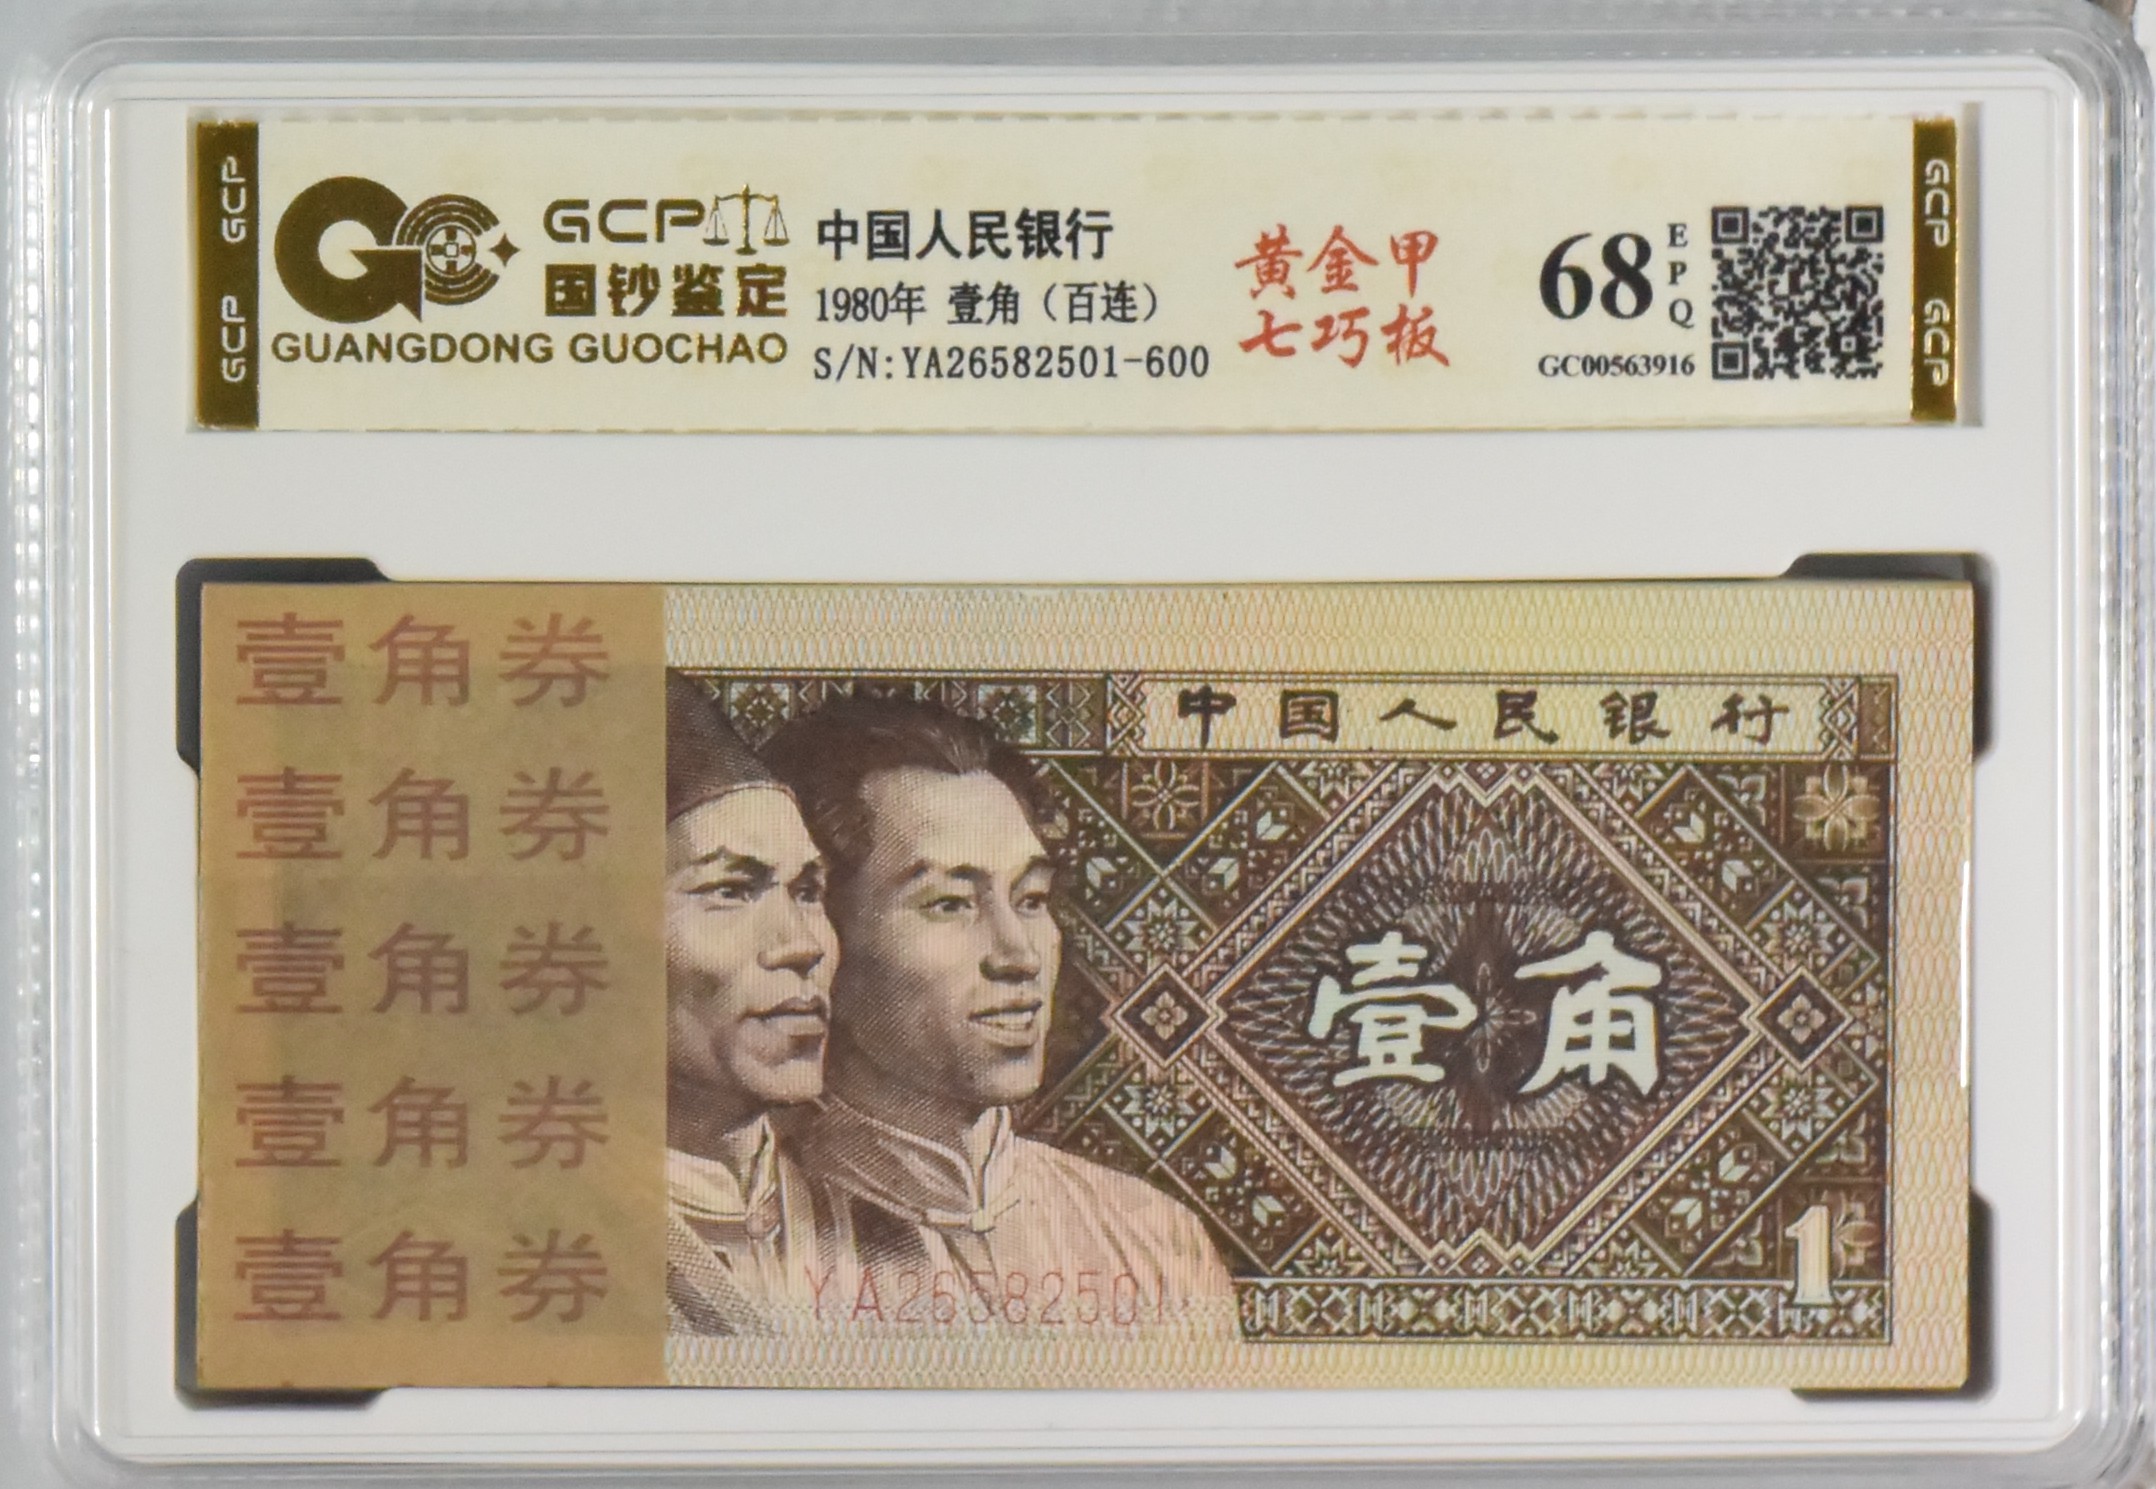 GCP GCP
GCP
国钞鉴定
GUANGDONG GUOCHAO
中国人民银行
1980年 壹角（百连）
S/N:YA26582501-600
黄金甲
七巧板
68
EPQ
GC00563916
GCP GCP
壹角券
壹角券
壹角券
壹角券
壹角券
中国人民银行
壹角
1
YA26582501